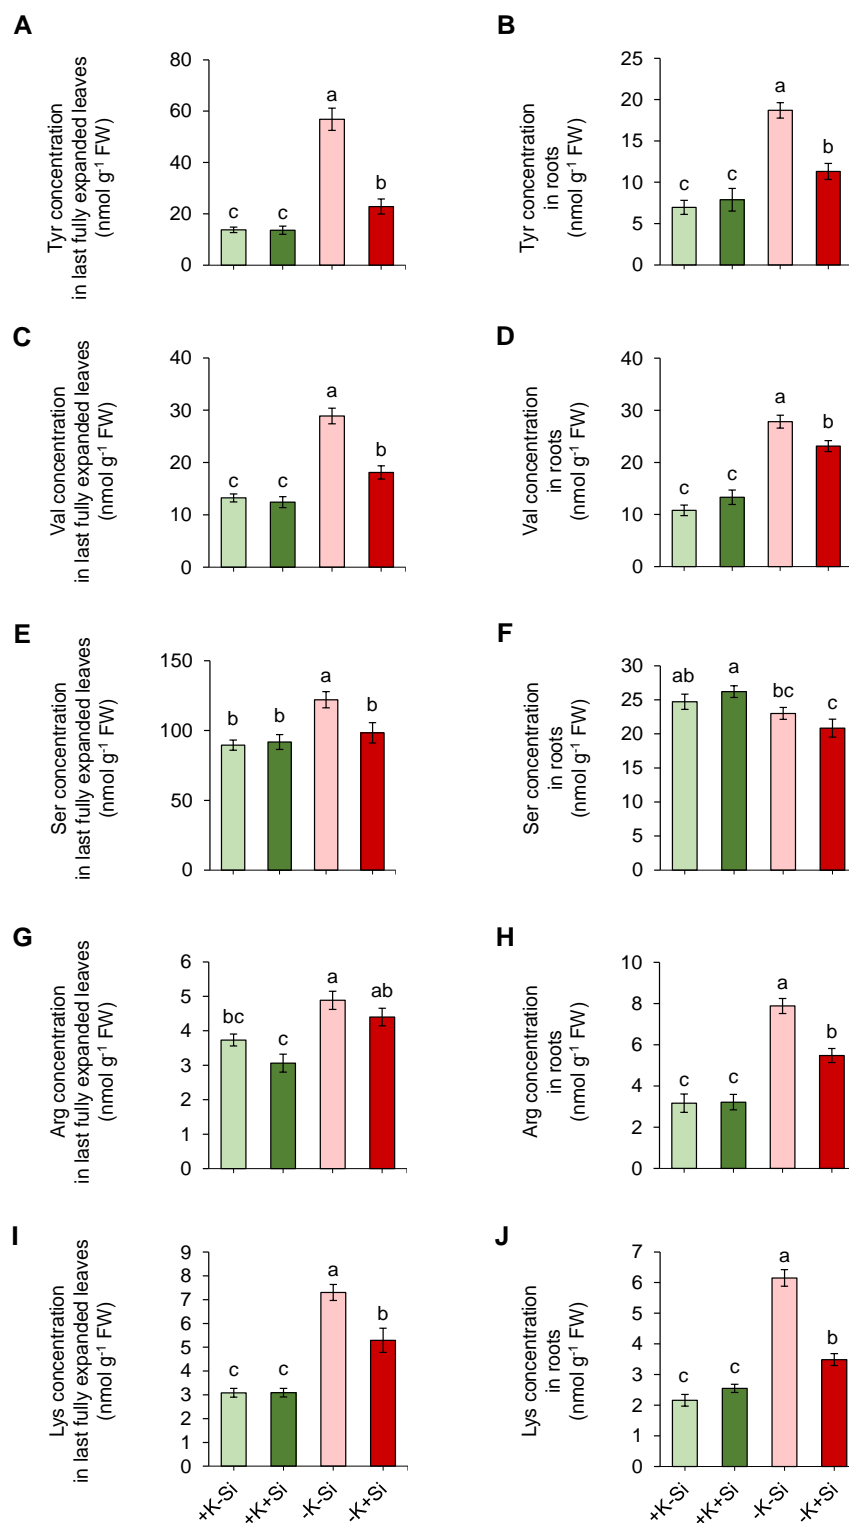 A
Tyr concentration
in last fully expanded leaves
(nmol g-1 FW)
80
60
40
20
0
c
c
a
b
B
Tyr concentration
in roots
(nmol g-1 FW)
25
20
15
10
5
0
c
c
a
b
C
Val concentration
in last fully expanded leaves
(nmol g-1 FW)
40
30
20
10
0
c
c
a
b
D
Val concentration
in roots
(nmol g-1 FW)
40
30
20
10
0
c
c
a
b
E
Ser concentration
in last fully expanded leaves
(nmol g-1 FW)
150
100
50
0
b
b
a
b
F
Ser concentration
in roots
(nmol g-1 FW)
30
25
20
15
10
5
0
ab
a
bc
c
G
Arg concentration
in last fully expanded leaves
(nmol g-1 FW)
6
5
4
3
2
1
0
bc
c
a
ab
H
Arg concentration
in roots
(nmol g-1 FW)
10
8
6
4
2
0
c
c
a
b
I
Lys concentration
in last fully expanded leaves
(nmol g-1 FW)
9
8
7
6
5
4
3
2
1
0
c
c
a
b
+K-Si
+K+Si
-K-Si
-K+Si
J
Lys concentration
in roots
(nmol g-1 FW)
7
6
5
4
3
2
1
0
c
c
a
b
+K-Si
+K+Si
-K-Si
-K+Si